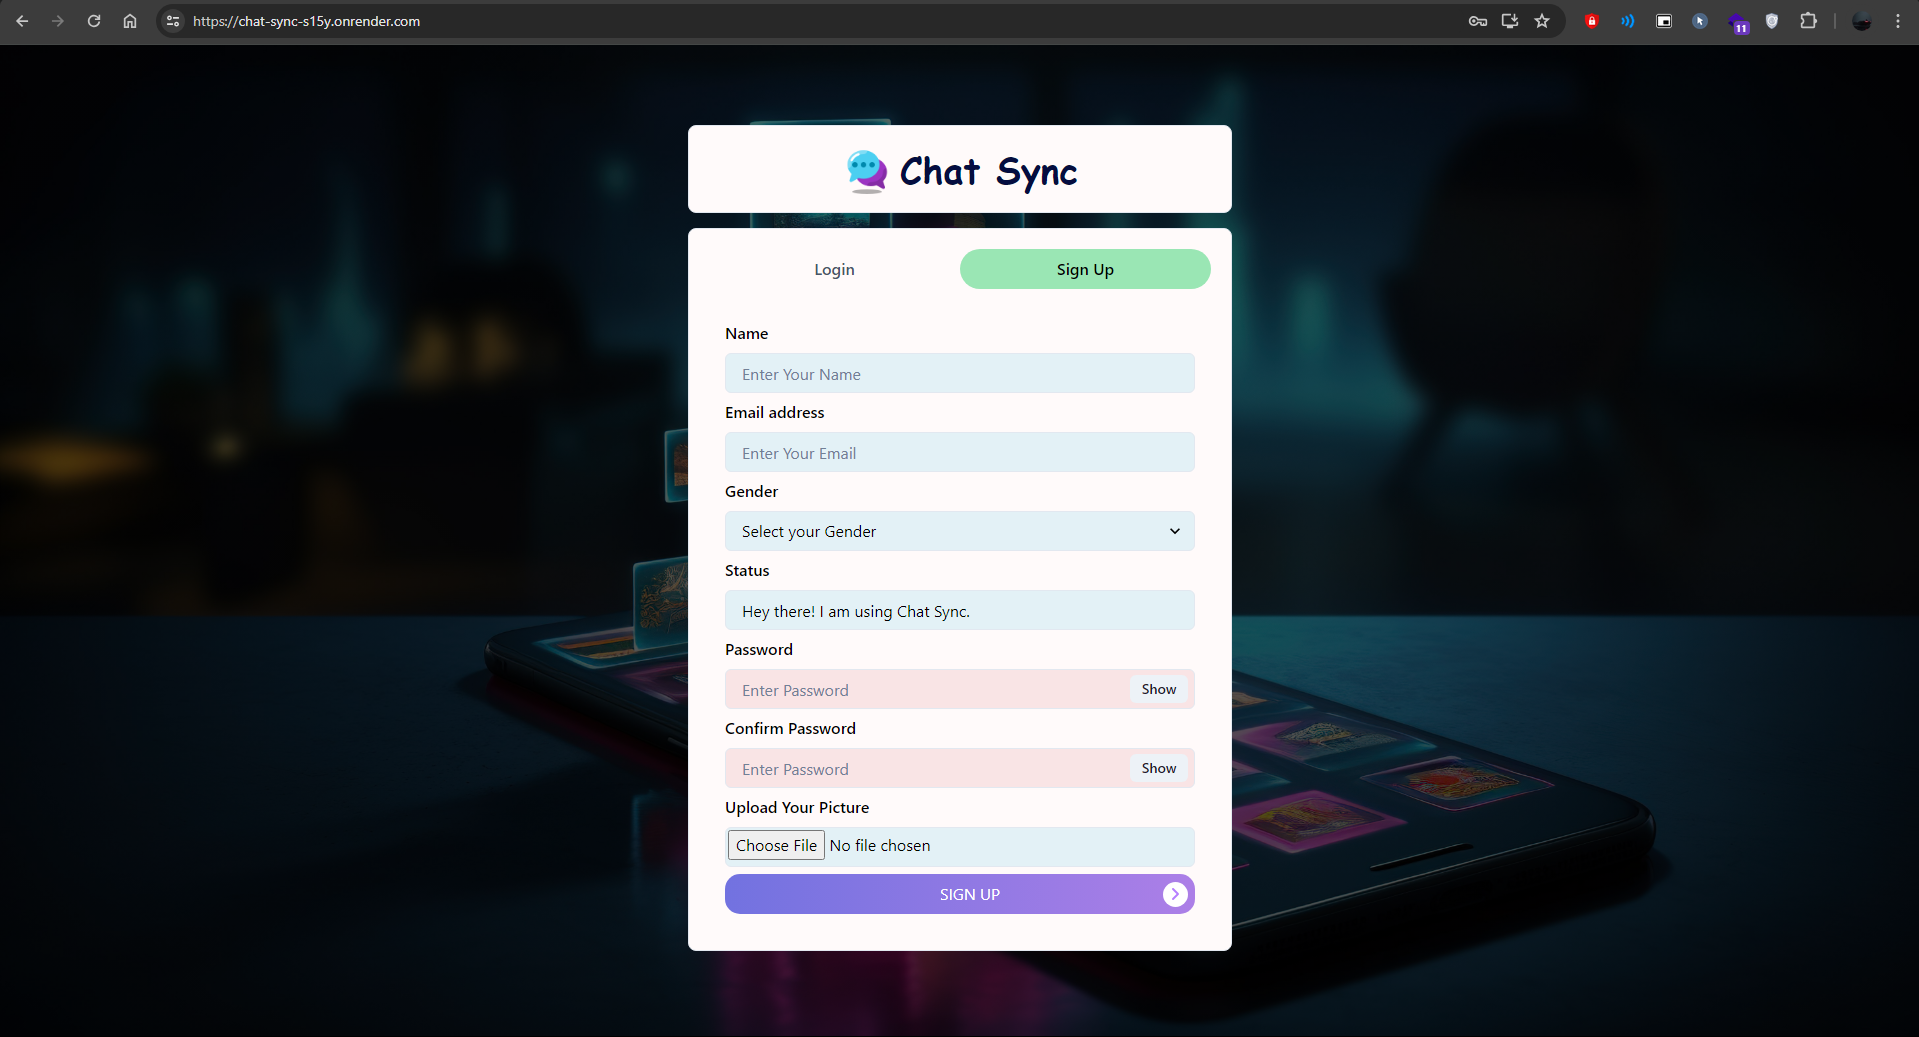 https://chat-sync-s15y.onrender.com
11
Chat Sync
Login
Sign Up
Name
Enter Your Name
Email address
Enter Your Email
Gender
Select your Gender
Status
Hey there! I am using Chat Sync.
Password
Enter Password
Show
Confirm Password
Enter Password
Show
Upload Your Picture
Choose File No file chosen
SIGN UP